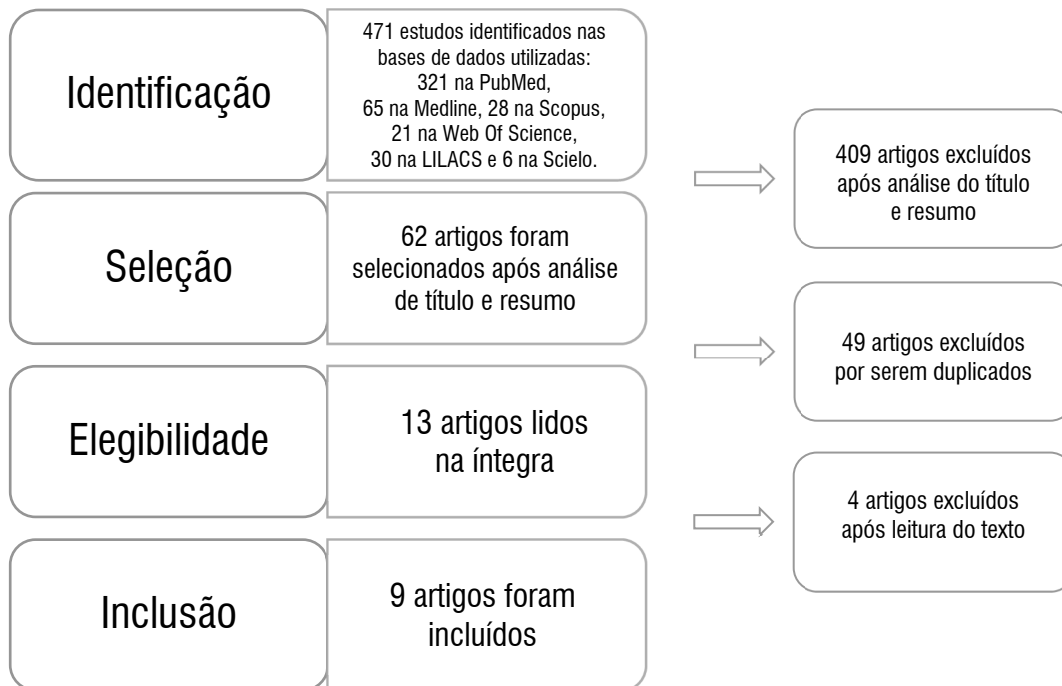 Identificação
471 estudos identificados nas
bases de dados utilizadas:
321 na PubMed,
65 na Medline, 28 na Scopus,
21 na Web Of Science,
30 na LILACS e 6 na Scielo.
409 artigos excluídos
após análise do título
e resumo
Seleção
62 artigos foram
selecionados após análise
de título e resumo
49 artigos excluídos
por serem duplicados
Elegibilidade
13 artigos lidos
na íntegra
4 artigos excluídos
após leitura do texto
Inclusão
9 artigos foram
incluídos